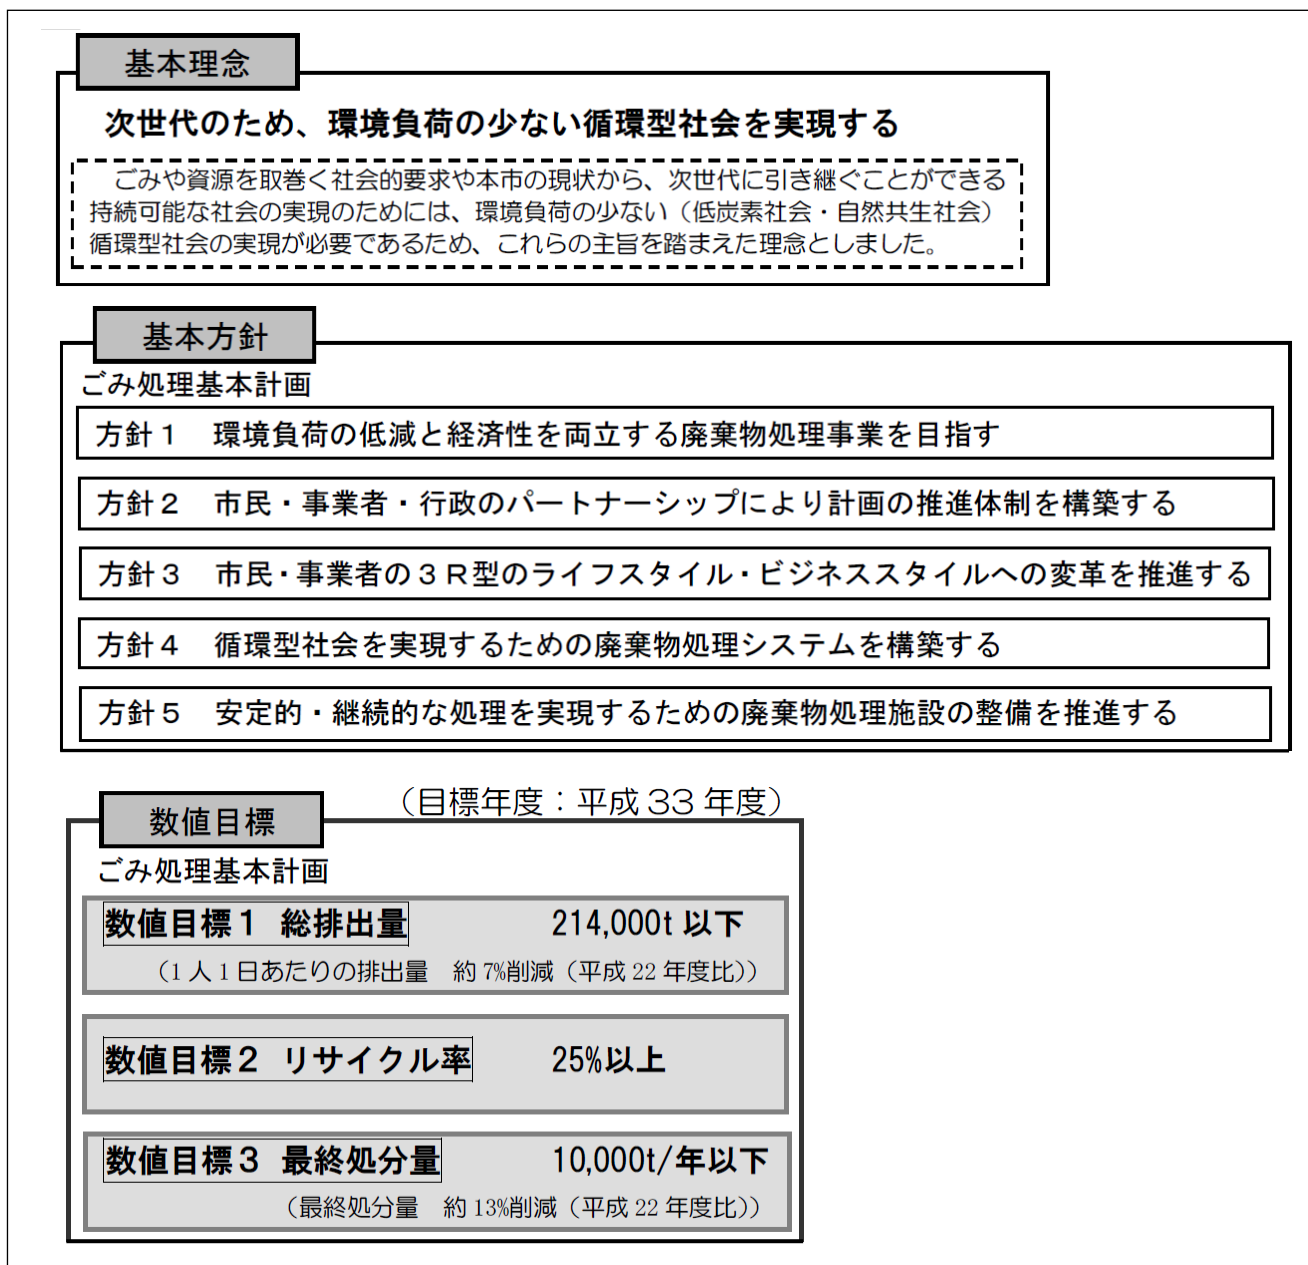 基本理念
次世代のため、環境負荷の少ない循環型社会を実現する
ごみや資源を取巻く社会的要求や本市の現状から、次世代に引き継ぐことができる
持続可能な社会の実現のためには、環境負荷の少ない（低炭素社会・自然共生社会）
循環型社会の実現が必要であるため、これらの主旨を踏まえた理念としました。
基本方針
ごみ処理基本計画
方針１　環境負荷の低減と経済性を両立する廃棄物処理事業を目指す
方針２　市民・事業者・行政のパートナーシップにより計画の推進体制を構築する
方針３　市民・事業者の３Ｒ型のライフスタイル・ビジネススタイルへの変革を推進する
方針４　循環型社会を実現するための廃棄物処理システムを構築する
方針５　安定的・継続的な処理を実現するための廃棄物処理施設の整備を推進する
数値目標　（目標年度：平成 33 年度）
ごみ処理基本計画
数値目標１ 総排出量　214,000t 以下
（1 人 1 日あたりの排出量　約 7%削減（平成 22 年度比））
数値目標２ リサイクル率　25%以上
数値目標３ 最終処分量　10,000t/年以下
（最終処分量　約 13%削減（平成 22 年度比））